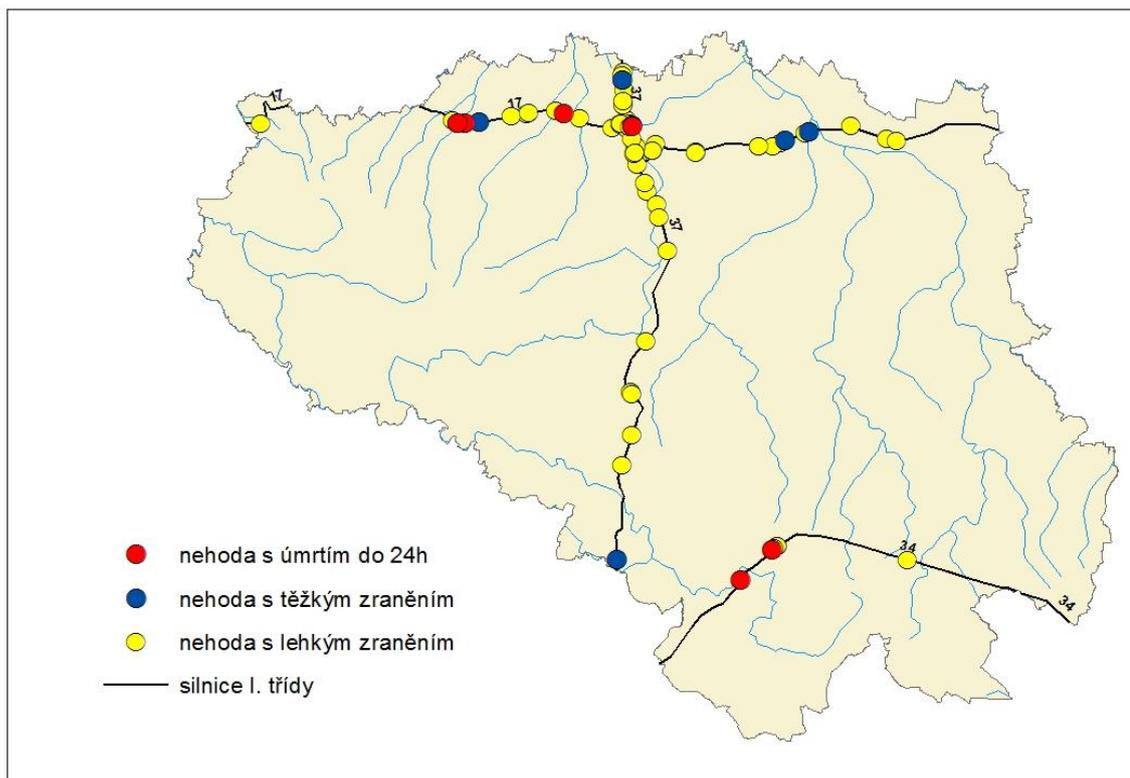 17
17
37
37
34
34
nehoda s úmrtím do 24h
nehoda s těžkým zraněním
nehoda s lehkým zraněním
silnice I. třídy